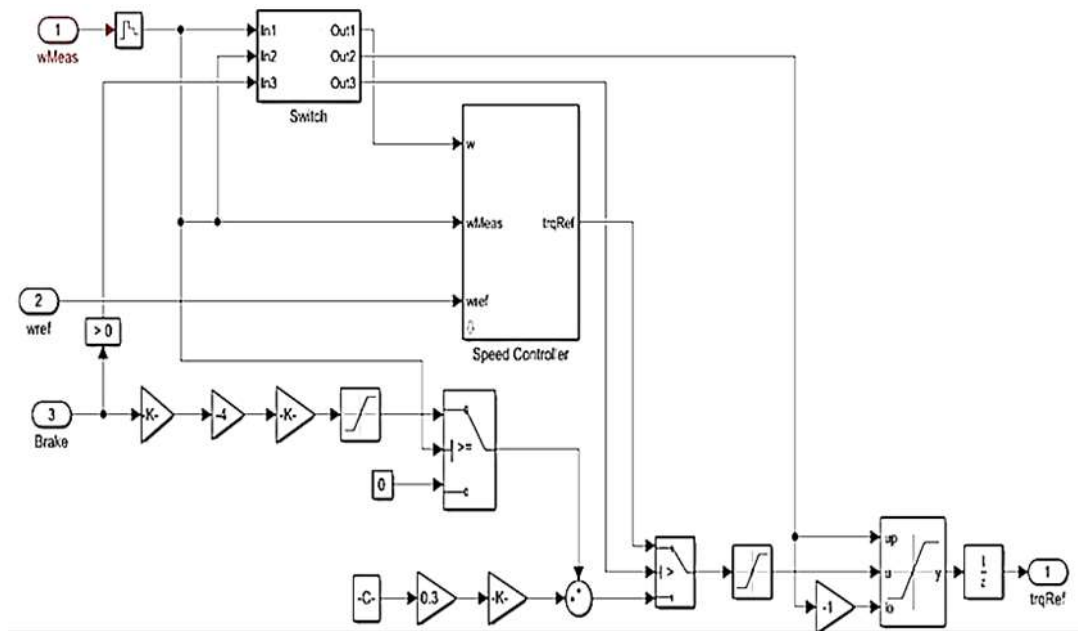 1
wMeas
In1
In2
In3
Out1
Out2
Out3
Switch
w
wMeas
trqRef
wref
Speed Controller
2
wref
> 0
3
Brake
-K-
-4
-K-
>=
0
-C-
0.3
-K-
>
up
u
y
lo
-1
1
z
1
trqRef